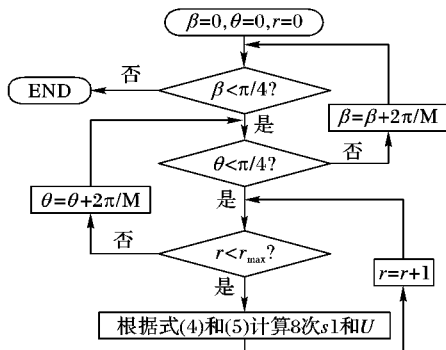 β=0,θ=0,r=0
否
END
β<π/4?
β=β+2π/M
是
θ<π/4?
否
θ=θ+2π/M
是
否
r<rmax?
r=r+1
是
根据式(4)和(5)计算8次s1和U